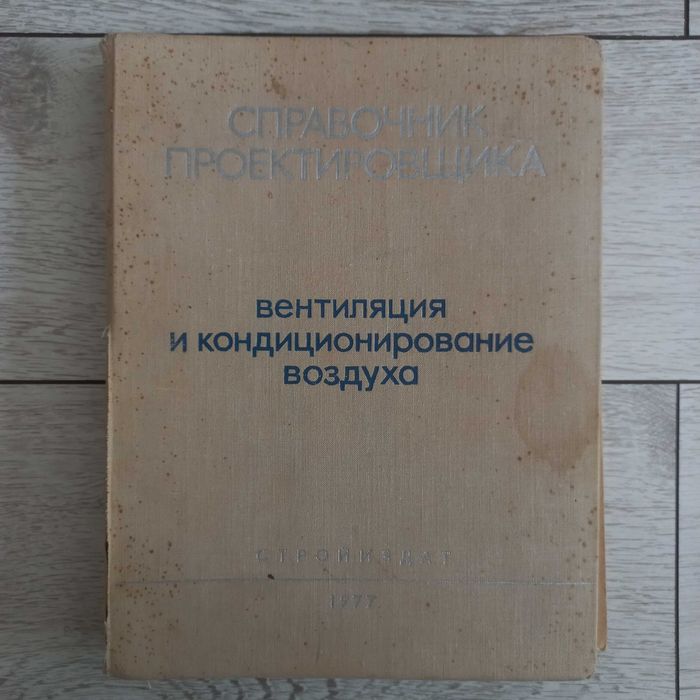 СПРАВОЧНИК
ПРОЕКТИРОВЩИКА
вентиляция
и кондиционирование
воздуха
СТРОЙИЗДАТ
1977